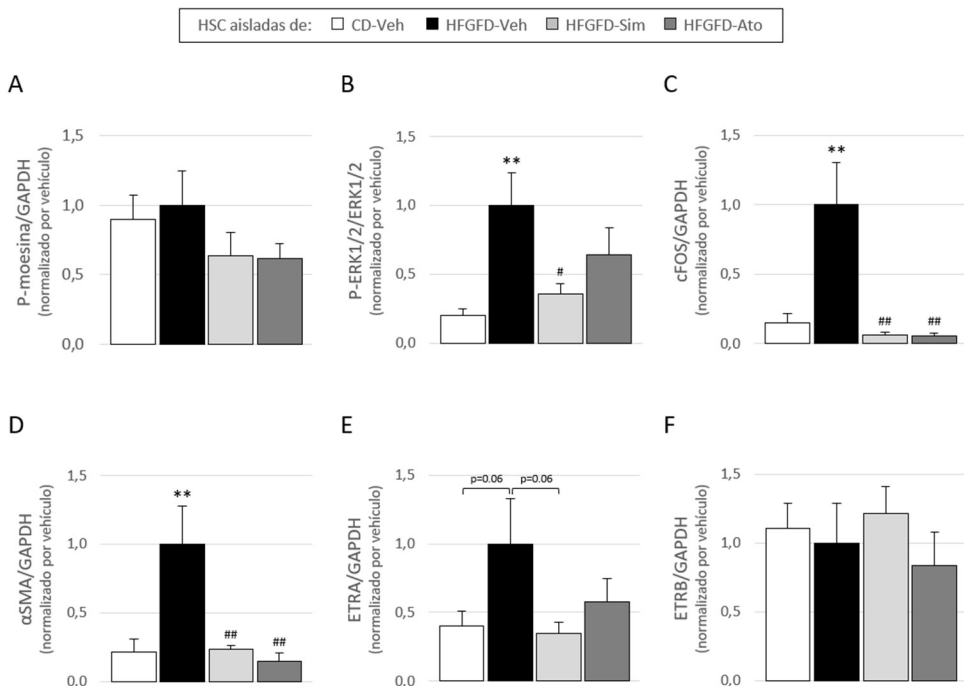 HSC aisladas de: CD-Veh HFGFD-Veh HFGFD-Sim HFGFD-Ato
A
P-moesina/GAPDH
(normalizado por vehículo)
1,5
1,0
0,5
0,0
B
P-ERK1/2/ERK1/2
(normalizado por vehículo)
1,5
1,0
0,5
0,0
**
#
C
cFOS/GAPDH
(normalizado por vehículo)
1,5
1,0
0,5
0,0
**
##
##
D
αSMA/GAPDH
(normalizado por vehículo)
1,5
1,0
0,5
0,0
**
##
##
E
ETRA/GAPDH
(normalizado por vehículo)
1,5
1,0
0,5
0,0
p=0.06 p=0.06
F
ETRB/GAPDH
(normalizado por vehículo)
1,5
1,0
0,5
0,0